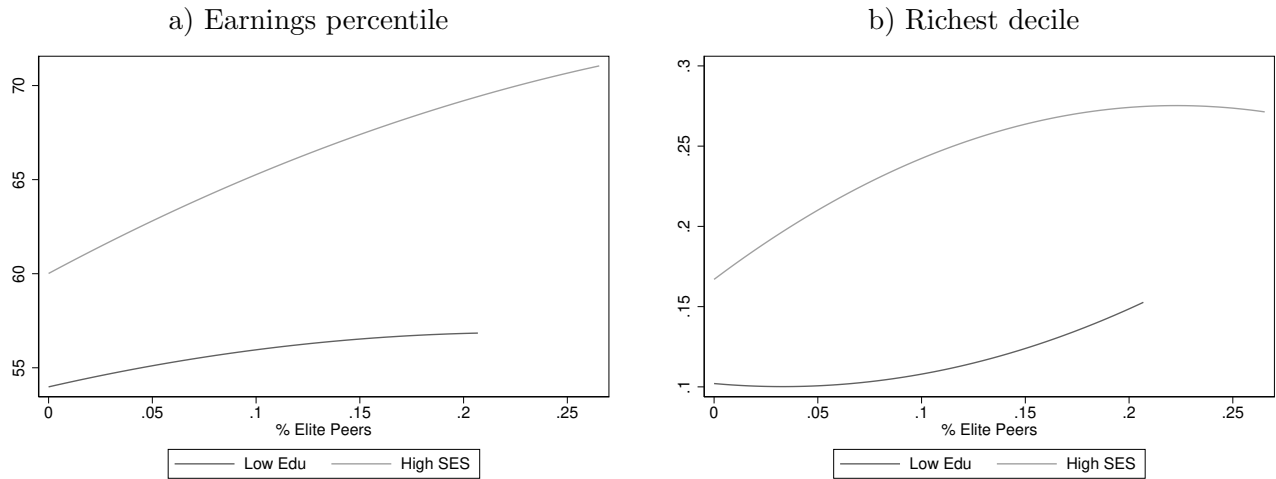 a) Earnings percentile
70
65
60
55
0 .05 .1 .15 .2 .25
% Elite Peers
Low Edu High SES
b) Richest decile
.3
.25
.2
.15
.1
0 .05 .1 .15 .2 .25
% Elite Peers
Low Edu High SES